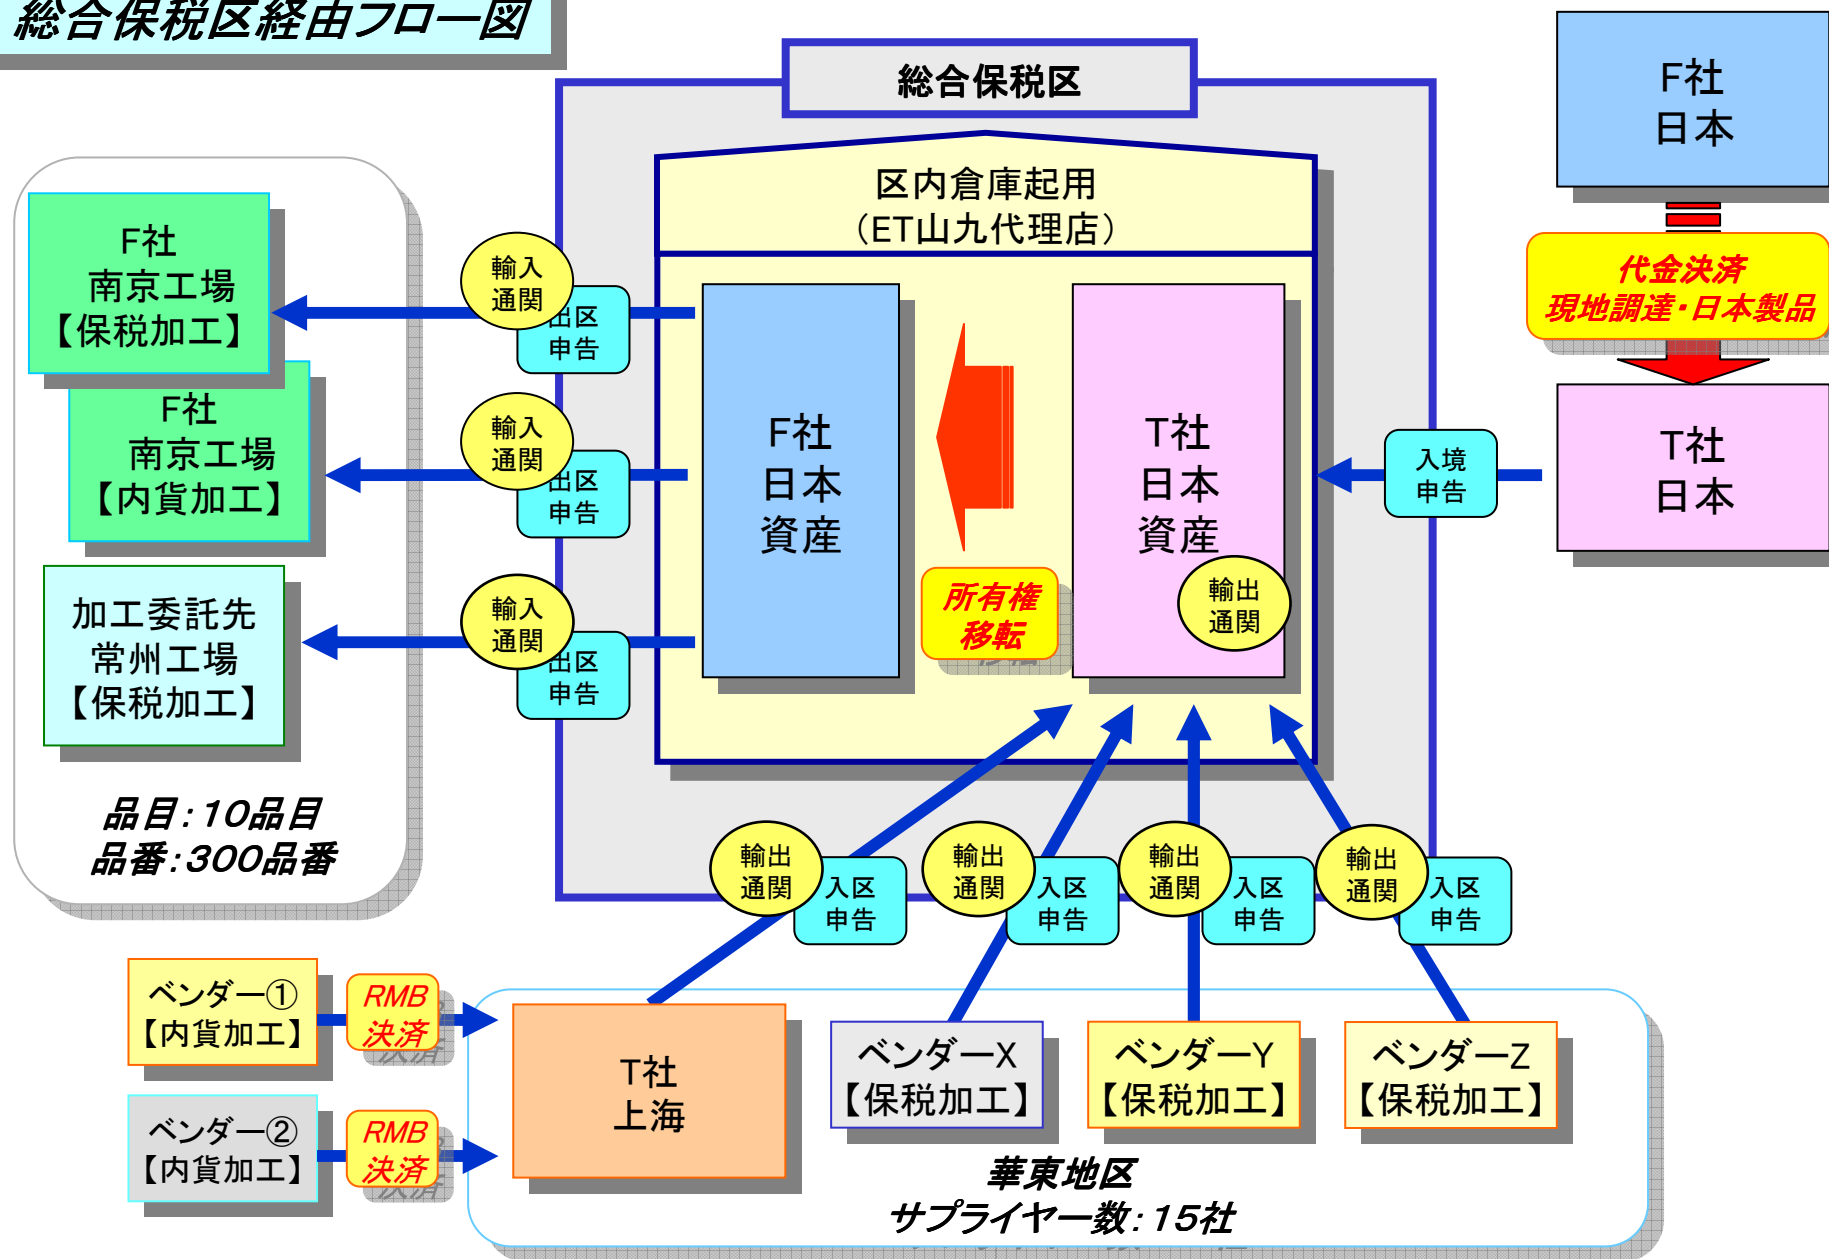 総合保税区経由フロー図
総合保税区
F社
日本
区内倉庫起用
（ET山九代理店）
代金決済
現地調達・日本製品
F社
南京工場
【保税加工】
輸入
通関
出区
申告
F社
南京工場
【内貨加工】
輸入
通関
出区
申告
加工委託先
常州工場
【保税加工】
輸入
通関
出区
申告
F社
日本
資産
所有権
移転
T社
日本
資産
輸出
通関
入境
申告
T社
日本
品目：10品目
品番：300品番
輸出
通関
入区
申告
輸出
通関
入区
申告
輸出
通関
入区
申告
輸出
通関
入区
申告
ベンダー①
【内貨加工】
RMB
決済
ベンダー②
【内貨加工】
RMB
決済
T社
上海
ベンダーX
【保税加工】
ベンダーY
【保税加工】
ベンダーZ
【保税加工】
華東地区
サプライヤー数：15社